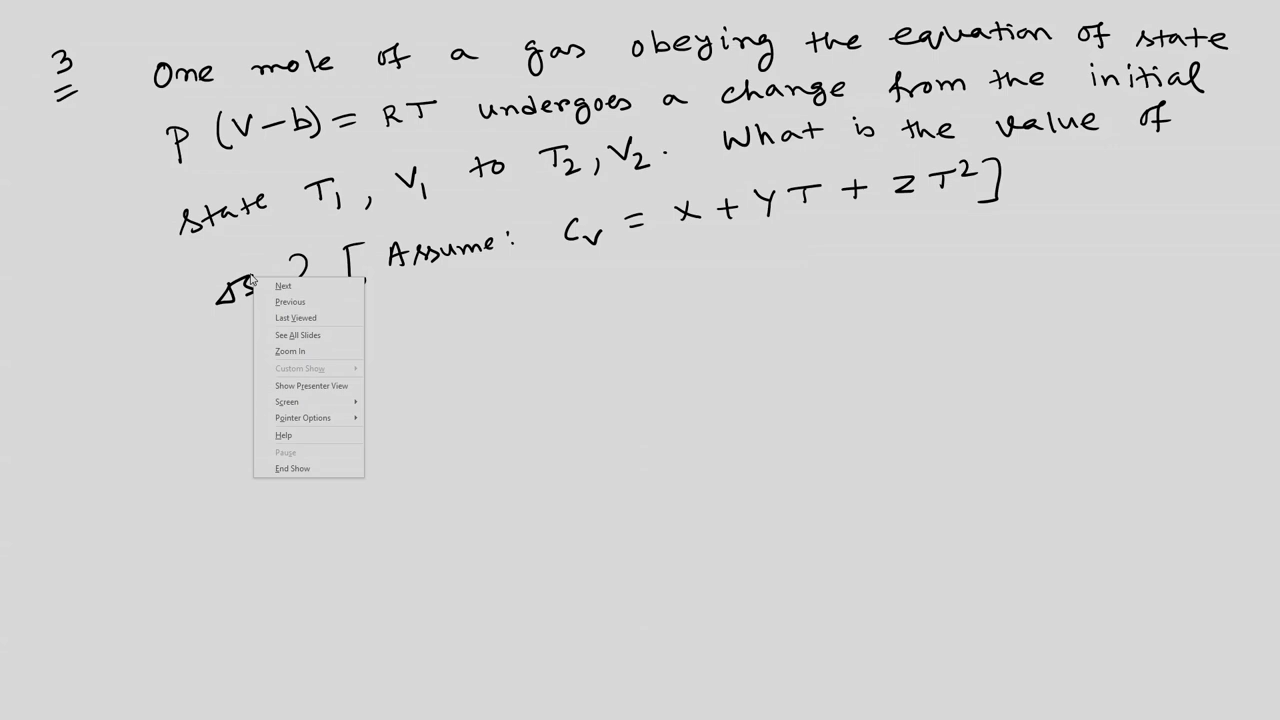 3 One mole of a gas obeying the equation of state
P (V-b) = RT undergoes a change from the initial
state T₁, V₁ to T₂, V₂. What is the value of
ΔS ? [Assume: Cv = X + YT + ZT²]
Next
Previous
Last Viewed
See All Slides
Zoom In
Custom Show
Show Presenter View
Screen
Pointer Options
Help
Pause
End Show